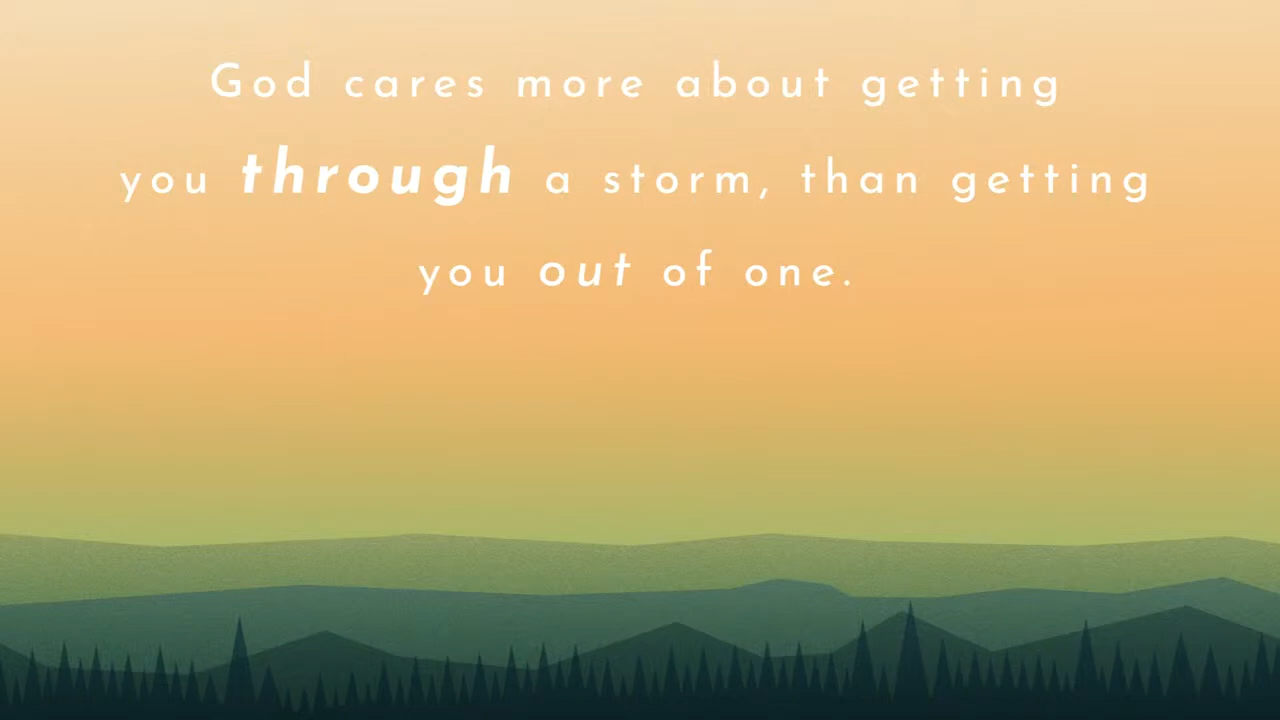 God cares more about getting
you through a storm, than getting
you out of one.